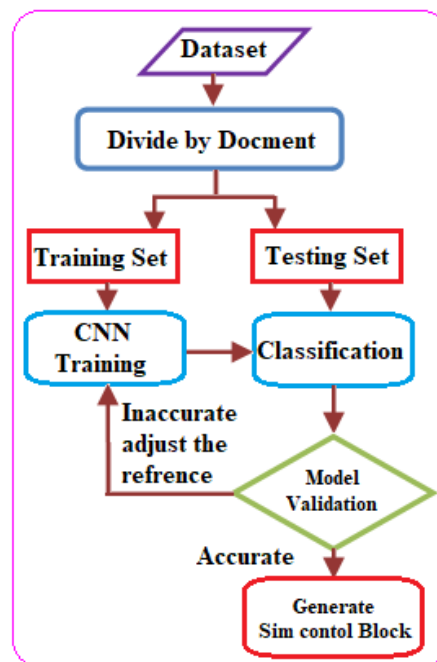 Dataset
Divide by Docment
Training Set
Testing Set
CNN
Training
Classification
Inaccurate
adjust the
refrence
Model
Validation
Accurate
Generate
Sim contol Block